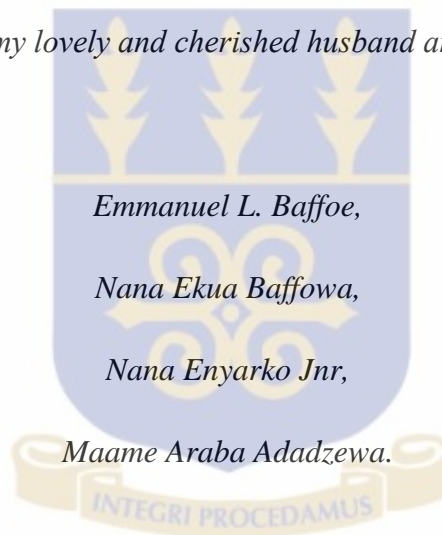 my lovely and cherished husband
Emmanuel L. Baffoe,
Nana Ekua Baffowa,
Nana Enyarko Jnr,
Maame Araba Adadzewa.
INTEGRI PROCEDAMUS